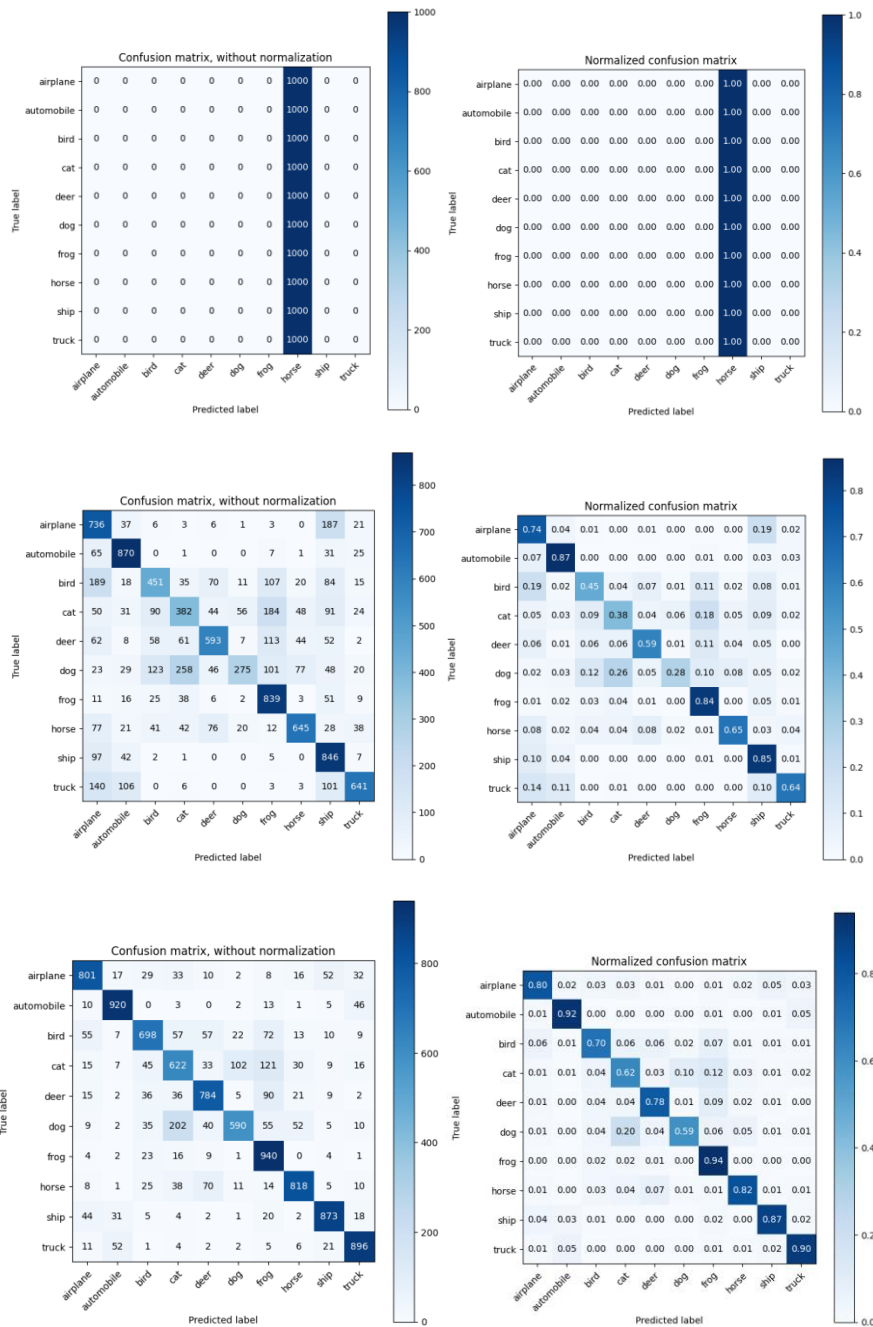 Confusion matrix, without normalization
airplane 0 0 0 0 0 0 0 1000 0 0
automobile 0 0 0 0 0 0 0 1000 0 0
bird 0 0 0 0 0 0 0 1000 0 0
cat 0 0 0 0 0 0 0 1000 0 0
deer 0 0 0 0 0 0 0 1000 0 0
dog 0 0 0 0 0 0 0 1000 0 0
frog 0 0 0 0 0 0 0 1000 0 0
horse 0 0 0 0 0 0 0 1000 0 0
ship 0 0 0 0 0 0 0 1000 0 0
truck 0 0 0 0 0 0 0 1000 0 0
airplane automobile bird cat deer dog frog horse ship truck
Predicted label
True label
1000
800
600
400
200
0
Normalized confusion matrix
airplane 0.00 0.00 0.00 0.00 0.00 0.00 0.00 1.00 0.00 0.00
automobile 0.00 0.00 0.00 0.00 0.00 0.00 0.00 1.00 0.00 0.00
bird 0.00 0.00 0.00 0.00 0.00 0.00 0.00 1.00 0.00 0.00
cat 0.00 0.00 0.00 0.00 0.00 0.00 0.00 1.00 0.00 0.00
deer 0.00 0.00 0.00 0.00 0.00 0.00 0.00 1.00 0.00 0.00
dog 0.00 0.00 0.00 0.00 0.00 0.00 0.00 1.00 0.00 0.00
frog 0.00 0.00 0.00 0.00 0.00 0.00 0.00 1.00 0.00 0.00
horse 0.00 0.00 0.00 0.00 0.00 0.00 0.00 1.00 0.00 0.00
ship 0.00 0.00 0.00 0.00 0.00 0.00 0.00 1.00 0.00 0.00
truck 0.00 0.00 0.00 0.00 0.00 0.00 0.00 1.00 0.00 0.00
airplane automobile bird cat deer dog frog horse ship truck
Predicted label
True label
1.0
0.8
0.6
0.4
0.2
0.0
Confusion matrix, without normalization
airplane 736 37 6 3 6 1 3 0 187 21
automobile 65 870 0 1 0 0 7 1 31 25
bird 189 18 451 35 70 11 107 20 84 15
cat 50 31 90 382 44 56 184 48 91 24
deer 62 8 58 61 593 7 113 44 52 2
dog 23 29 123 258 46 275 101 77 48 20
frog 11 16 25 38 6 2 839 3 51 9
horse 77 21 41 42 76 20 12 645 28 38
ship 97 42 2 1 0 0 5 0 846 7
truck 140 106 0 6 0 0 3 3 101 641
airplane automobile bird cat deer dog frog horse ship truck
Predicted label
True label
800
700
600
500
400
300
200
100
0
Normalized confusion matrix
airplane 0.74 0.04 0.01 0.00 0.01 0.00 0.00 0.00 0.19 0.02
automobile 0.07 0.87 0.00 0.00 0.00 0.00 0.01 0.00 0.03 0.03
bird 0.19 0.02 0.45 0.04 0.07 0.01 0.11 0.02 0.08 0.01
cat 0.05 0.03 0.09 0.38 0.04 0.06 0.18 0.05 0.09 0.02
deer 0.06 0.01 0.06 0.06 0.59 0.01 0.11 0.04 0.05 0.00
dog 0.02 0.03 0.12 0.26 0.05 0.28 0.10 0.08 0.05 0.02
frog 0.01 0.02 0.03 0.04 0.01 0.00 0.84 0.00 0.05 0.01
horse 0.08 0.02 0.04 0.04 0.08 0.02 0.01 0.65 0.03 0.04
ship 0.10 0.04 0.00 0.00 0.00 0.00 0.01 0.00 0.85 0.01
truck 0.14 0.11 0.00 0.01 0.00 0.00 0.00 0.00 0.10 0.64
airplane automobile bird cat deer dog frog horse ship truck
Predicted label
True label
0.8
0.7
0.6
0.5
0.4
0.3
0.2
0.1
0.0
Confusion matrix, without normalization
airplane 801 17 29 33 10 2 8 16 52 32
automobile 10 920 0 3 0 2 13 1 5 46
bird 55 7 698 57 57 22 72 13 10 9
cat 15 7 45 622 33 102 121 30 9 16
deer 15 2 36 36 784 5 90 21 9 2
dog 9 2 35 202 40 590 55 52 5 10
frog 4 2 23 16 9 1 940 0 4 1
horse 8 1 25 38 70 11 14 818 5 10
ship 44 31 5 4 2 1 20 2 873 18
truck 11 52 1 4 2 2 5 6 21 896
airplane automobile bird cat deer dog frog horse ship truck
Predicted label
True label
800
600
400
200
0
Normalized confusion matrix
airplane 0.80 0.02 0.03 0.03 0.01 0.00 0.01 0.02 0.05 0.03
automobile 0.01 0.92 0.00 0.00 0.00 0.00 0.01 0.00 0.01 0.05
bird 0.06 0.01 0.70 0.06 0.06 0.02 0.07 0.01 0.01 0.01
cat 0.01 0.01 0.04 0.62 0.03 0.10 0.12 0.03 0.01 0.02
deer 0.01 0.00 0.04 0.04 0.78 0.01 0.09 0.02 0.01 0.00
dog 0.01 0.00 0.04 0.20 0.04 0.59 0.06 0.05 0.01 0.01
frog 0.00 0.00 0.02 0.02 0.01 0.00 0.94 0.00 0.00 0.00
horse 0.01 0.00 0.03 0.04 0.07 0.01 0.01 0.82 0.01 0.01
ship 0.04 0.03 0.01 0.00 0.00 0.00 0.02 0.00 0.87 0.02
truck 0.01 0.05 0.00 0.00 0.00 0.00 0.01 0.01 0.02 0.90
airplane automobile bird cat deer dog frog horse ship truck
Predicted label
True label
0.8
0.6
0.4
0.2
0.0